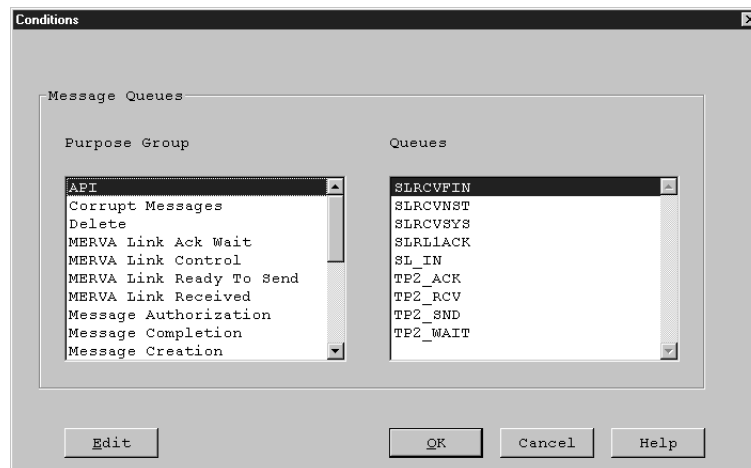 Conditions
Message Queues
Purpose Group
Queues
API
Corrupt Messages
Delete
MERVA Link Ack Wait
MERVA Link Control
MERVA Link Ready To Send
MERVA Link Received
Message Authorization
Message Completion
Message Creation
SLRCVFIN
SLRCVNST
SLRCVSYS
SLRL1ACK
SL_IN
TP2_ACK
TP2_RCV
TP2_SND
TP2_WAIT
Edit
OK
Cancel
Help